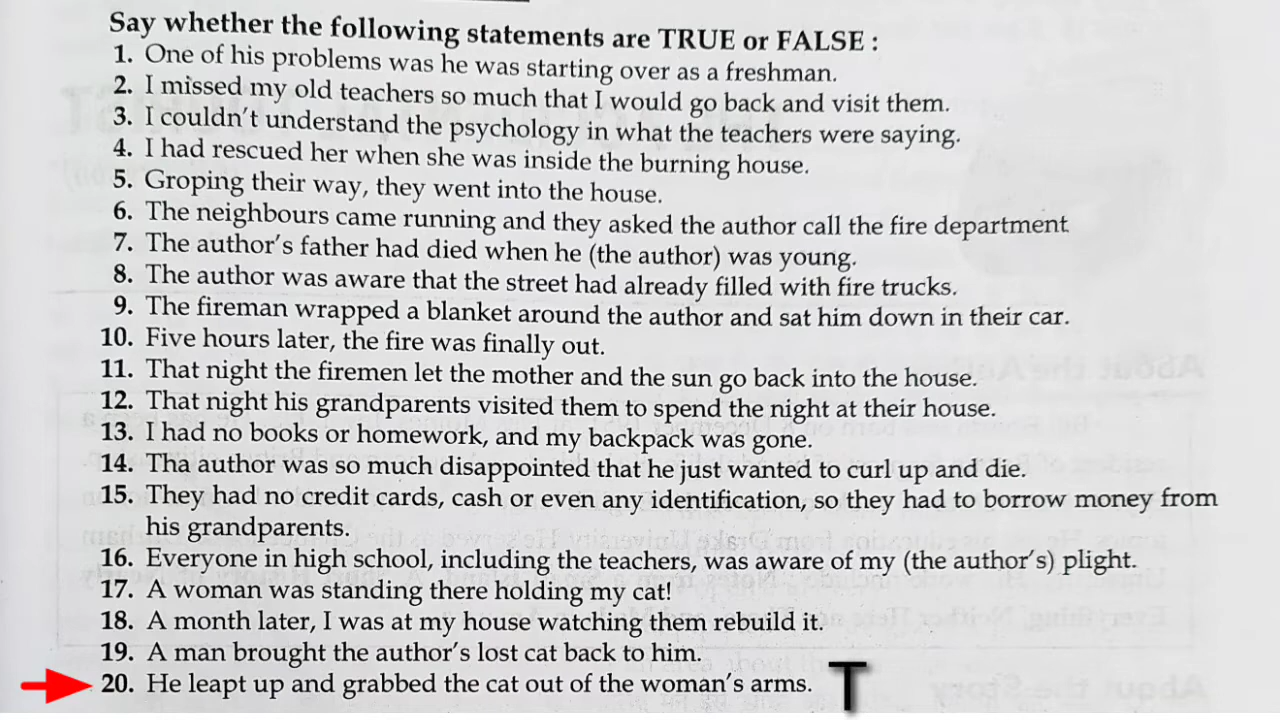 Say whether the following statements are TRUE or FALSE :
1. One of his problems was he was starting over as a freshman.
2. I missed my old teachers so much that I would go back and visit them.
3. I couldn't understand the psychology in what the teachers were saying.
4. I had rescued her when she was inside the burning house.
5. Groping their way, they went into the house.
6. The neighbours came running and they asked the author call the fire department
7. The author's father had died when he (the author) was young.
8. The author was aware that the street had already filled with fire trucks.
9. The fireman wrapped a blanket around the author and sat him down in their car.
10. Five hours later, the fire was finally out.
11. That night the firemen let the mother and the sun go back into the house.
12. That night his grandparents visited them to spend the night at their house.
13. I had no books or homework, and my backpack was gone.
14. Tha author was so much disappointed that he just wanted to curl up and die.
15. They had no credit cards, cash or even any identification, so they had to borrow money from
his grandparents.
16. Everyone in high school, including the teachers, was aware of my (the author's) plight.
17. A woman was standing there holding my cat!
18. A month later, I was at my house watching them rebuild it.
19. A man brought the author's lost cat back to him.
20. He leapt up and grabbed the cat out of the woman's arms. T